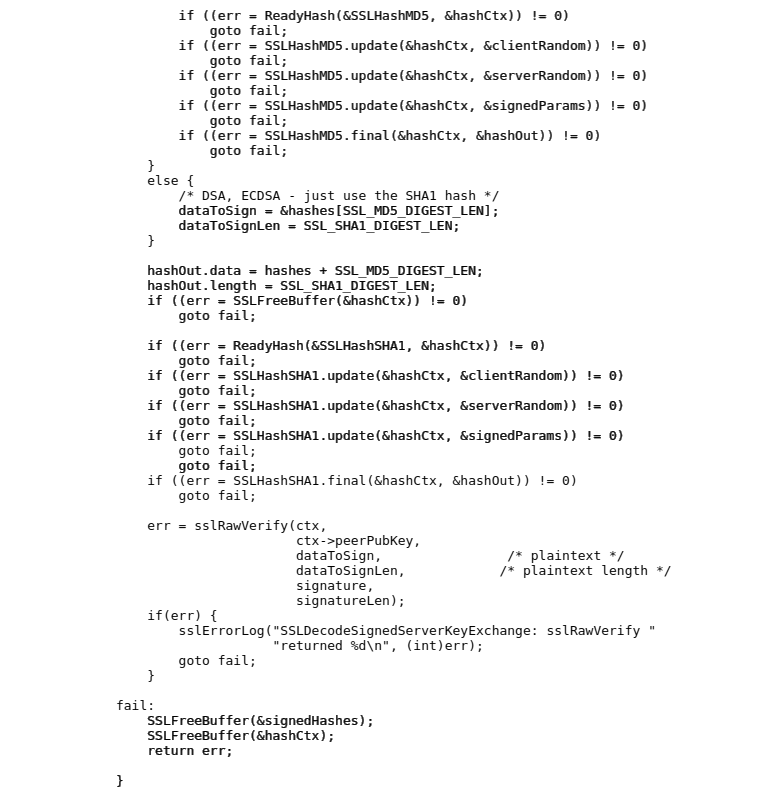 if ((err = ReadyHash(&SSLHashMD5, &hashCtx)) != 0)
goto fail;
if ((err = SSLHashMD5.update(&hashCtx, &clientRandom)) != 0)
goto fail;
if ((err = SSLHashMD5.update(&hashCtx, &serverRandom)) != 0)
goto fail;
if ((err = SSLHashMD5.update(&hashCtx, &signedParams)) != 0)
goto fail;
if ((err = SSLHashMD5.final(&hashCtx, &hashOut)) != 0)
goto fail;
}
else {
/* DSA, ECDSA - just use the SHA1 hash */
dataToSign = &hashes[SSL_MD5_DIGEST_LEN];
dataToSignLen = SSL_SHA1_DIGEST_LEN;
}
hashOut.data = hashes + SSL_MD5_DIGEST_LEN;
hashOut.length = SSL_SHA1_DIGEST_LEN;
if ((err = SSLFreeBuffer(&hashCtx)) != 0)
goto fail;
if ((err = ReadyHash(&SSLHashSHA1, &hashCtx)) != 0)
goto fail;
if ((err = SSLHashSHA1.update(&hashCtx, &clientRandom)) != 0)
goto fail;
if ((err = SSLHashSHA1.update(&hashCtx, &serverRandom)) != 0)
goto fail;
if ((err = SSLHashSHA1.update(&hashCtx, &signedParams)) != 0)
goto fail;
goto fail;
if ((err = SSLHashSHA1.final(&hashCtx, &hashOut)) != 0)
goto fail;
err = sslRawVerify(ctx,
ctx->peerPubKey,
dataToSign, /* plaintext */
dataToSignLen, /* plaintext length */
signature,
signatureLen);
if(err) {
sslErrorLog("SSLDecodeSignedServerKeyExchange: sslRawVerify "
"returned %d\n", (int)err);
goto fail;
}
fail:
SSLFreeBuffer(&signedHashes);
SSLFreeBuffer(&hashCtx);
return err;
}